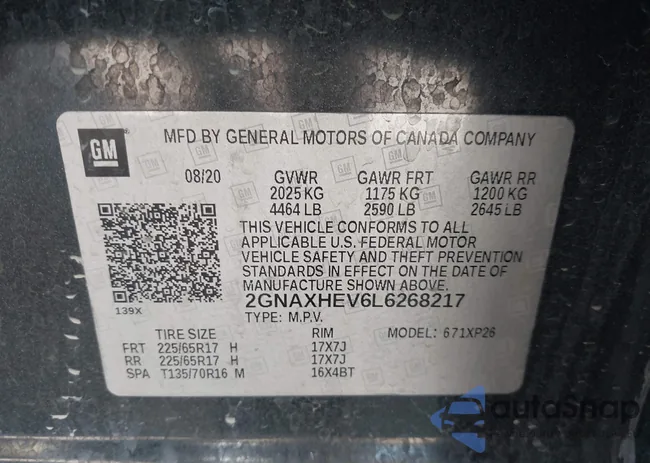 GM
MFD BY GENERAL MOTORS OF CANADA COMPANY
08/20 GVWR GAWR FRT GAWR RR
2025 KG 1175 KG 1200 KG
4464 LB 2590 LB 2645 LB
THIS VEHICLE CONFORMS TO ALL
APPLICABLE U.S. FEDERAL MOTOR
VEHICLE SAFETY AND THEFT PREVENTION
STANDARDS IN EFFECT ON THE DATE
OF MANUFACTURE SHOWN ABOVE.
139X 2GNAXHEV6L6268217
TYPE: M.P.V.
TIRE SIZE RIM MODEL: 671XP26
FRT 225/65R17 H 17X7J
RR 225/65R17 H 17X7J
SPA T135/70R16 M 16X4BT
autoSnap